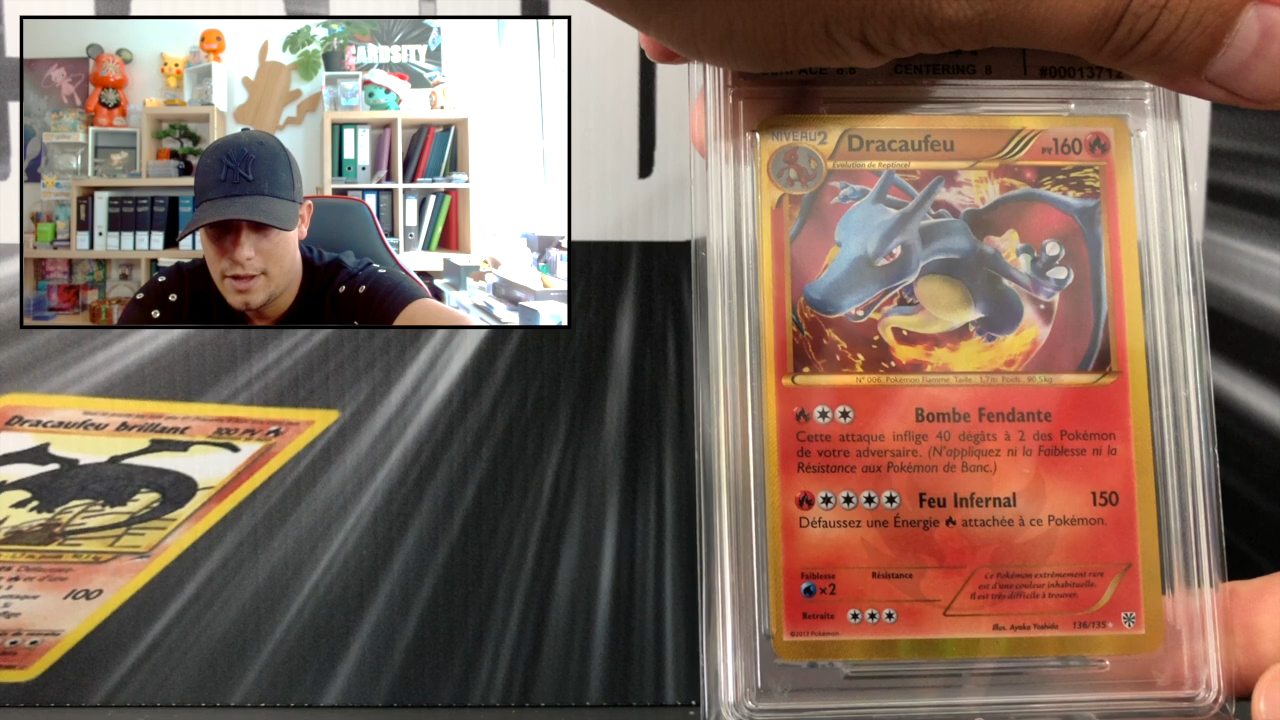 CARDSITY
NY
SURFACE 8.5
CENTERING 8
#00013712
NIVEAU2
Dracaufeu
PV160
Évolution de Reptincel
N° 006 Pokémon Flamme Taille : 1,7m Poids : 90,5kg
Bombe Fendante
Cette attaque inflige 40 dégâts à 2 des Pokémon
de votre adversaire. (N'appliquez ni la Faiblesse ni la
Résistance aux Pokémon de Banc.)
Feu Infernal 150
Défaussez une Énergie attachée à ce Pokémon.
Faiblesse
Résistance
×2
Retraite
Ce Pokémon extrêmement rare
est d'une couleur inhabituelle.
Il est très difficile à trouver.
Illus. Ayaka Yoshida
136/135
©2013 Pokémon
Dracaufeu brillant 100 PV
100